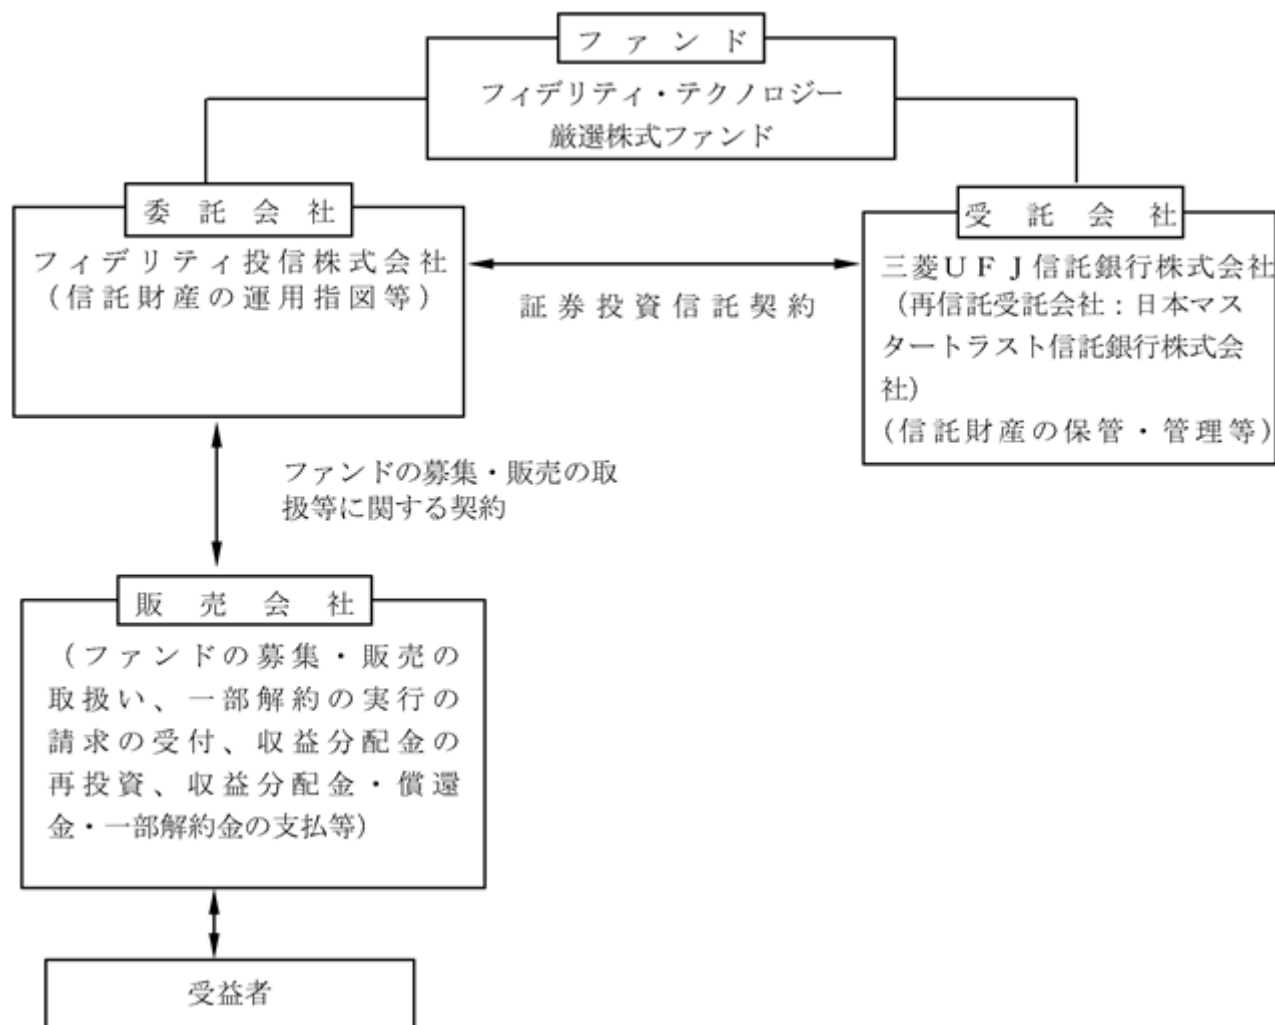 ファンド
フィデリティ・テクノロジー
厳選株式ファンド
委託会社
フィデリティ投信株式会社
(信託財産の運用指図等)
証券投資信託契約
受託会社
三菱UFJ信託銀行株式会社
(再信託受託会社：日本マス
タートラスト信託銀行株式会
社)
(信託財産の保管・管理等)
ファンドの募集・販売の取
扱等に関する契約
販売会社
(ファンドの募集・販売の
取扱い、一部解約の実行の
請求の受付、収益分配金の
再投資、収益分配金・償還
金・一部解約金の支払等)
受益者